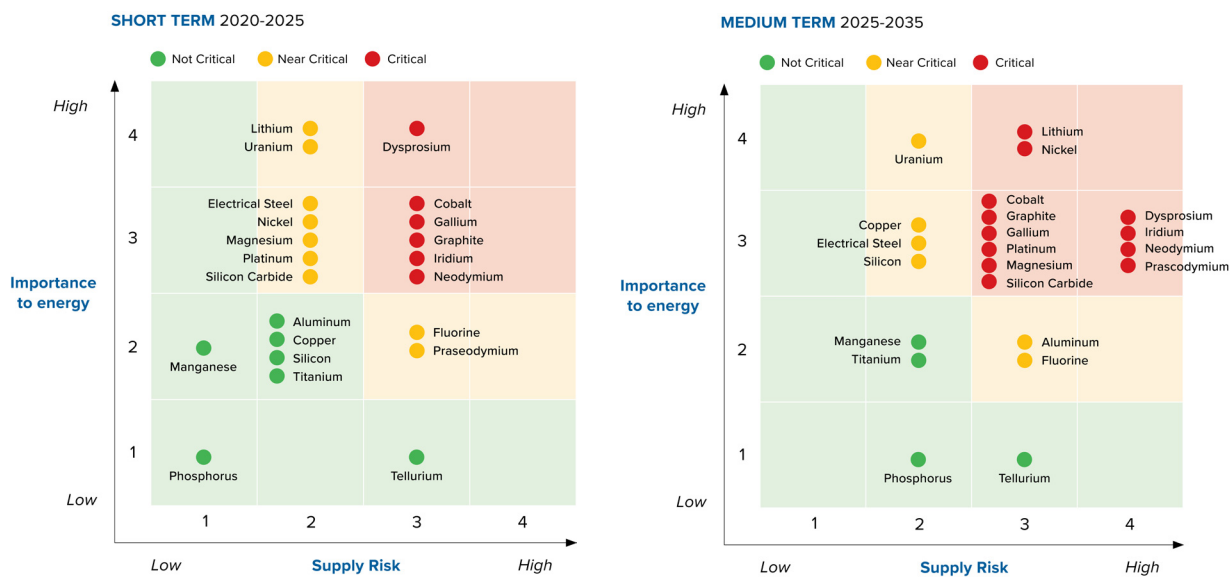 SHORT TERM 2020-2025
Not Critical
Near Critical
Critical
High
4
Lithium
Uranium
Dysprosium
3
Electrical Steel
Nickel
Magnesium
Platinum
Silicon Carbide
Cobalt
Gallium
Graphite
Iridium
Neodymium
Importance
to energy
2
Manganese
Aluminum
Copper
Silicon
Titanium
Fluorine
Praseodymium
1
Phosphorus
Tellurium
Low
1
2
3
4
Low
Supply Risk
High
MEDIUM TERM 2025-2035
Not Critical
Near Critical
Critical
High
4
Uranium
Lithium
Nickel
3
Copper
Electrical Steel
Silicon
Cobalt
Graphite
Gallium
Platinum
Magnesium
Silicon Carbide
Dysprosium
Iridium
Neodymium
Prascodymium
Importance
to energy
2
Manganese
Titanium
Aluminum
Fluorine
1
Phosphorus
Tellurium
Low
1
2
3
4
Low
Supply Risk
High